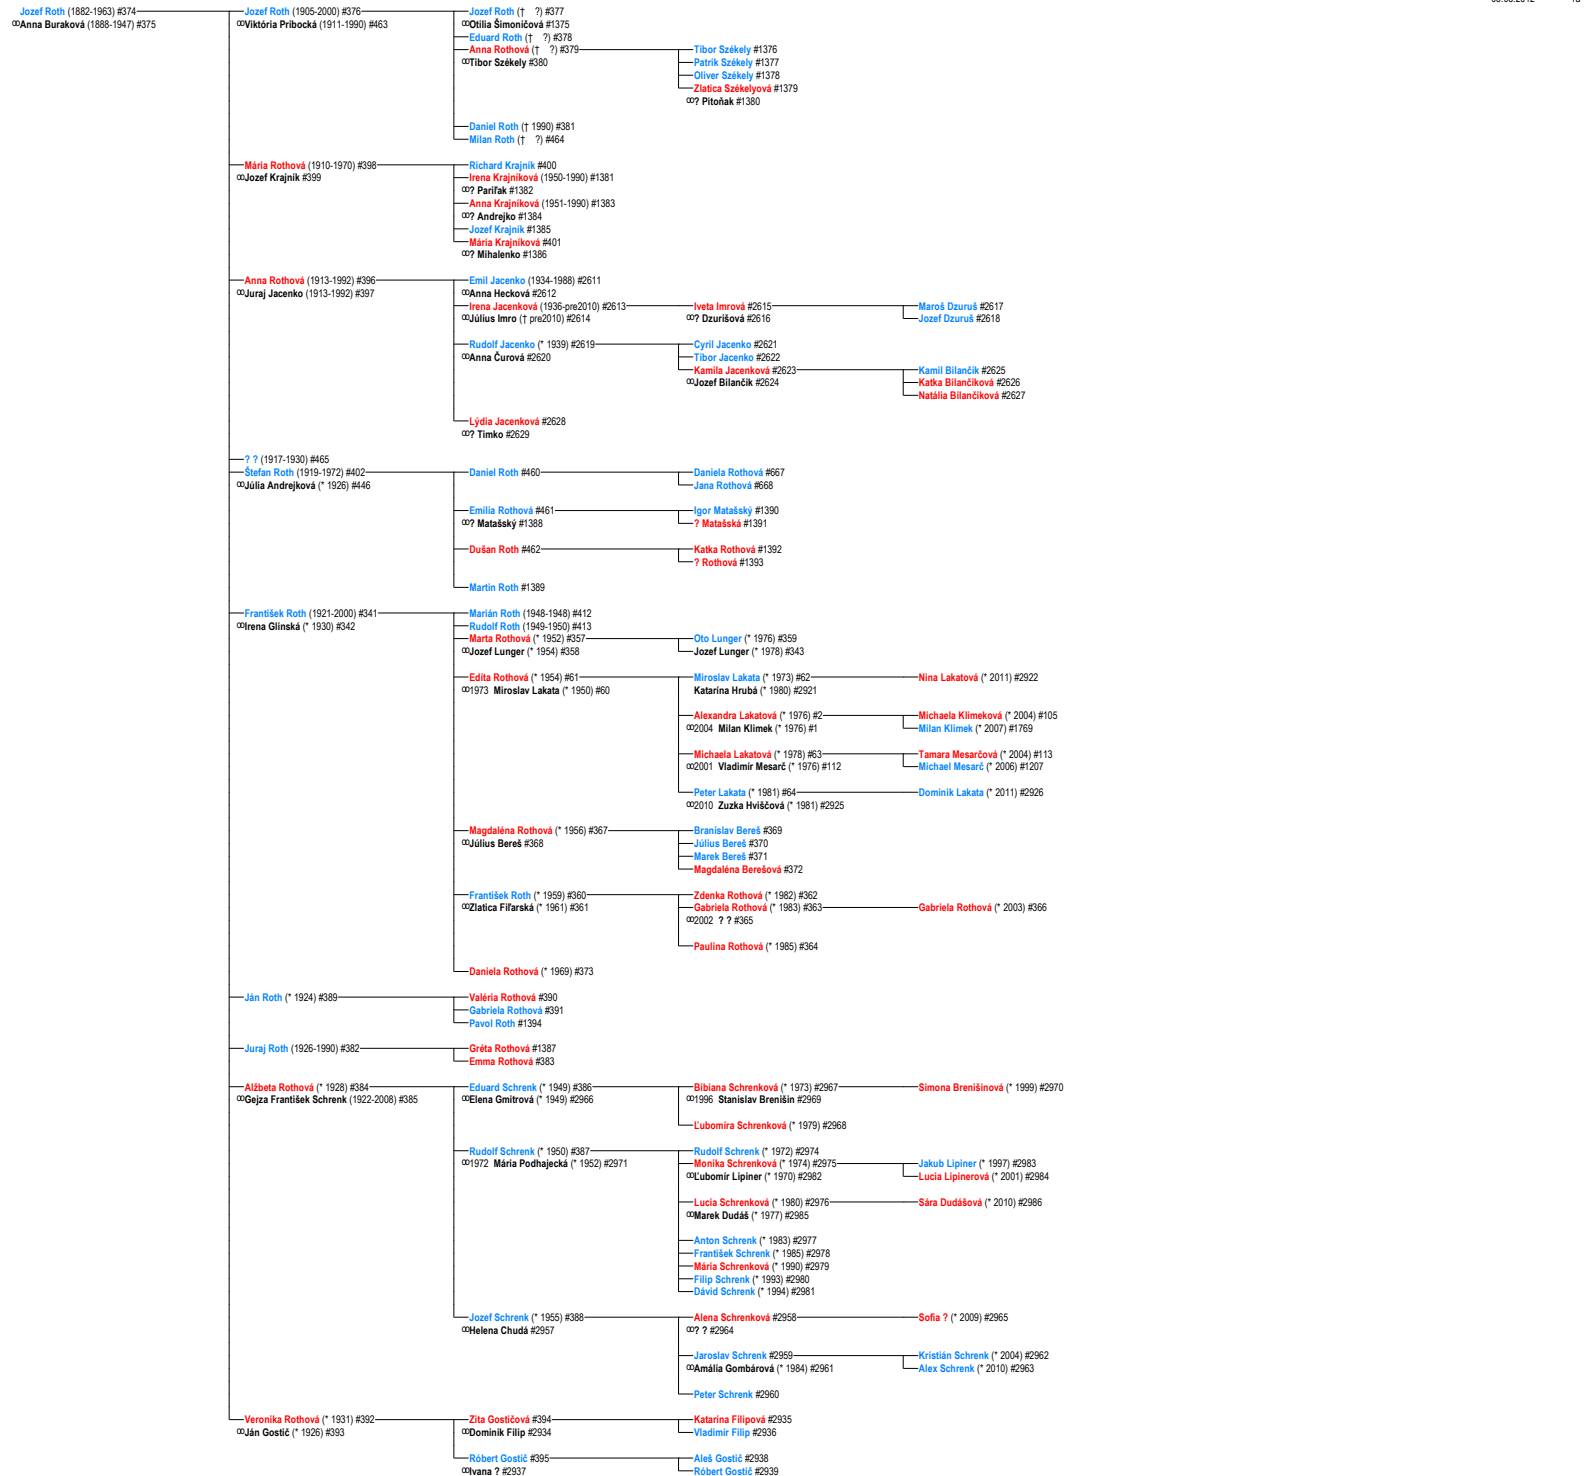 Jozef Roth (1882-1963) #374
∞Anna Buraková (1888-1947) #375
Jozef Roth (1905-2000) #376
∞Viktória Pribocká (1911-1990) #463
Jozef Roth († ?) #377
∞Otilia Šimoničová #1375
Eduard Roth († ?) #378
Anna Rothová († ?) #379
∞Tibor Székely #380
Tibor Székely #1376
Patrik Székely #1377
Oliver Székely #1378
Zlatica Székelyová #1379
∞? Pitoňak #1380
Daniel Roth († 1990) #381
Milan Roth († ?) #464
Mária Rothová (1910-1970) #398
∞Jozef Krajník #399
Richard Krajník #400
Irena Krajníková (1950-1990) #1381
∞? Pariľak #1382
Anna Krajníková (1951-1990) #1383
∞? Andrejko #1384
Jozef Krajník #1385
Mária Krajníková #401
∞? Mihalenko #1386
Anna Rothová (1913-1992) #396
∞Juraj Jacenko (1913-1992) #397
Emil Jacenko (1934-1988) #2611
∞Anna Hecková #2612
Irena Jacenková (1936-pre2010) #2613
∞Július Imro († pre2010) #2614
Iveta Imrová #2615
∞? Dzurišová #2616
Maroš Dzuruš #2617
Jozef Dzuruš #2618
Rudolf Jacenko (* 1939) #2619
∞Anna Čurová #2620
Cyril Jacenko #2621
Tibor Jacenko #2622
Kamila Jacenková #2623
∞Jozef Bilančik #2624
Kamil Bilančik #2625
Katka Bilančiková #2626
Natália Bilančiková #2627
Lýdia Jacenková #2628
∞? Timko #2629
? ? (1917-1930) #465
Štefan Roth (1919-1972) #402
∞Júlia Andrejková (* 1926) #446
Daniel Roth #460
Daniela Rothová #667
Jana Rothová #668
Emília Rothová #461
∞? Matašský #1388
Igor Matašský #1390
? Matašská #1391
Dušan Roth #462
Katka Rothová #1392
? Rothová #1393
Martin Roth #1389
František Roth (1921-2000) #341
∞Irena Glinská (* 1930) #342
Marián Roth (1948-1948) #412
Rudolf Roth (1949-1950) #413
Marta Rothová (* 1952) #357
∞Jozef Lunger (* 1954) #358
Oto Lunger (* 1976) #359
Jozef Lunger (* 1978) #343
Edita Rothová (* 1954) #61
∞1973 Miroslav Lakata (* 1950) #60
Miroslav Lakata (* 1973) #62
Katarína Hrubá (* 1980) #2921
Nina Lakatová (* 2011) #2922
Alexandra Lakatová (* 1976) #2
∞2004 Milan Klimek (* 1976) #1
Michaela Klimeková (* 2004) #105
Milan Klimek (* 2007) #1769
Michaela Lakatová (* 1978) #63
∞2001 Vladimír Mesarč (* 1976) #112
Tamara Mesarčová (* 2004) #113
Michael Mesarč (* 2006) #1207
Peter Lakata (* 1981) #64
∞2010 Zuzka Hviščová (* 1981) #2925
Dominik Lakata (* 2011) #2926
Magdaléna Rothová (* 1956) #367
∞Július Bereš #368
Branislav Bereš #369
Július Bereš #370
Marek Bereš #371
Magdaléna Berešová #372
František Roth (* 1959) #360
∞Zlatica Fiľarská (* 1961) #361
Zdenka Rothová (* 1982) #362
Gabriela Rothová (* 1983) #363
∞2002 ? ? #365
Gabriela Rothová (* 2003) #366
Paulina Rothová (* 1985) #364
Daniela Rothová (* 1969) #373
Ján Roth (* 1924) #389
Valéria Rothová #390
Gabriela Rothová #391
Pavol Roth #1394
Juraj Roth (1926-1990) #382
Gréta Rothová #1387
Emma Rothová #383
Alžbeta Rothová (* 1928) #384
∞Gejza František Schrenk (1922-2008) #385
Eduard Schrenk (* 1949) #386
∞Elena Gmitrová (* 1949) #2966
Bibiana Schrenková (* 1973) #2967
∞1996 Stanislav Brenišin #2969
Simona Brenišinová (* 1999) #2970
Ľubomíra Schrenková (* 1979) #2968
Rudolf Schrenk (* 1950) #387
∞1972 Mária Podhajecká (* 1952) #2971
Rudolf Schrenk (* 1972) #2974
Monika Schrenková (* 1974) #2975
∞Ľubomír Lipiner (* 1970) #2982
Jakub Lipiner (* 1997) #2983
Lucia Lipinerová (* 2001) #2984
Lucia Schrenková (* 1980) #2976
∞Marek Dudáš (* 1977) #2985
Sára Dudášová (* 2010) #2986
Anton Schrenk (* 1983) #2977
František Schrenk (* 1985) #2978
Mária Schrenková (* 1990) #2979
Filip Schrenk (* 1993) #2980
Dávid Schrenk (* 1994) #2981
Jozef Schrenk (* 1955) #388
∞Helena Chudá #2957
Alena Schrenková #2958
∞? ? #2964
Sofia ? (* 2009) #2965
Jaroslav Schrenk #2959
∞Amália Gombárová (* 1984) #2961
Kristián Schrenk (* 2004) #2962
Alex Schrenk (* 2010) #2963
Peter Schrenk #2960
Veronika Rothová (* 1931) #392
∞Ján Gostič (* 1926) #393
Zita Gostičová #394
∞Dominik Filip #2934
Katarína Filipová #2935
Vladimír Filip #2936
Róbert Gostič #395
∞Ivana ? #2937
Aleš Gostič #2938
Róbert Gostič #2939